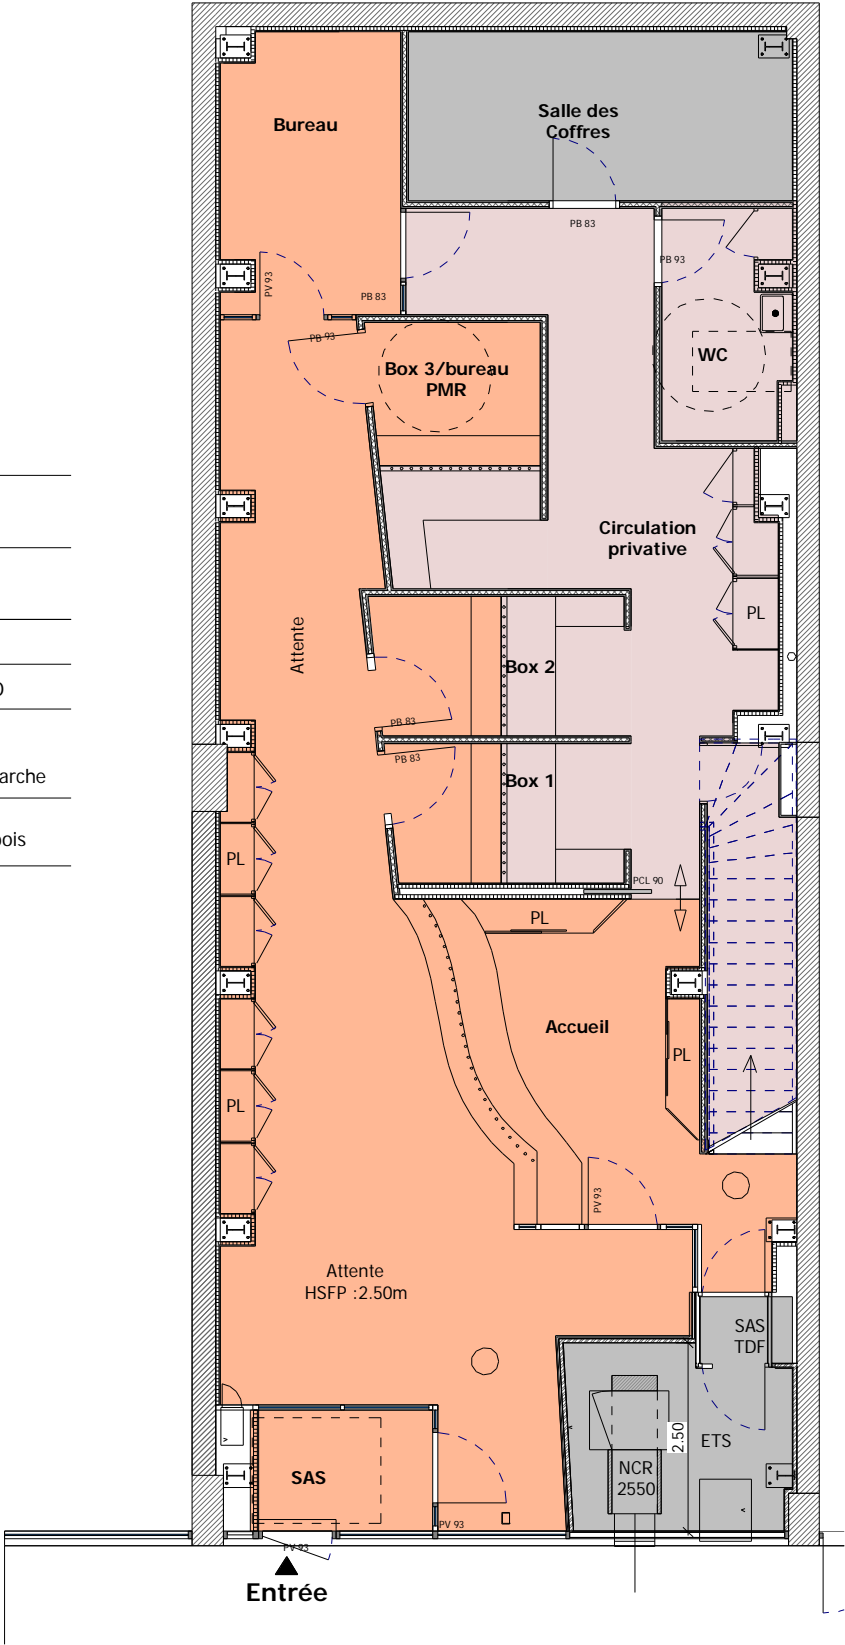 Bureau
Salle des
Coffres
PB 83
PB 93
PV 93
PB 83
PB 93
Box 3/bureau
PMR
WC
Circulation
privative
PL
Attente
Box 2
PB 83
PB 83
Box 1
arche
ois
PL
PCL 90
PL
Accueil
PL
PL
PV 93
Attente
HSFP :2.50m
SAS
TDF
2.50
ETS
NCR
2550
SAS
PV 93
PV 93
Entrée